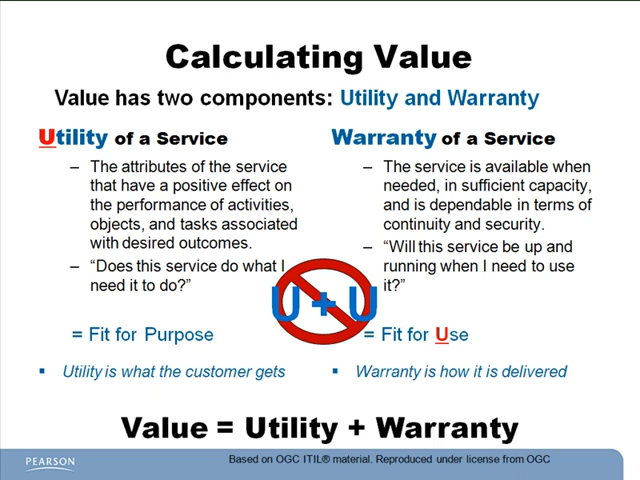 Calculating Value
Value has two components: Utility and Warranty
Utility of a Service
– The attributes of the service
that have a positive effect on
the performance of activities,
objects, and tasks associated
with desired outcomes.
– “Does this service do what I
need it to do?”
= Fit for Purpose
▪ Utility is what the customer gets
Warranty of a Service
– The service is available when
needed, in sufficient capacity,
and is dependable in terms of
continuity and security.
– “Will this service be up and
running when I need to use
it?”
= Fit for Use
▪ Warranty is how it is delivered
U + U
Value = Utility + Warranty
PEARSON
Based on OGC ITIL® material. Reproduced under license from OGC